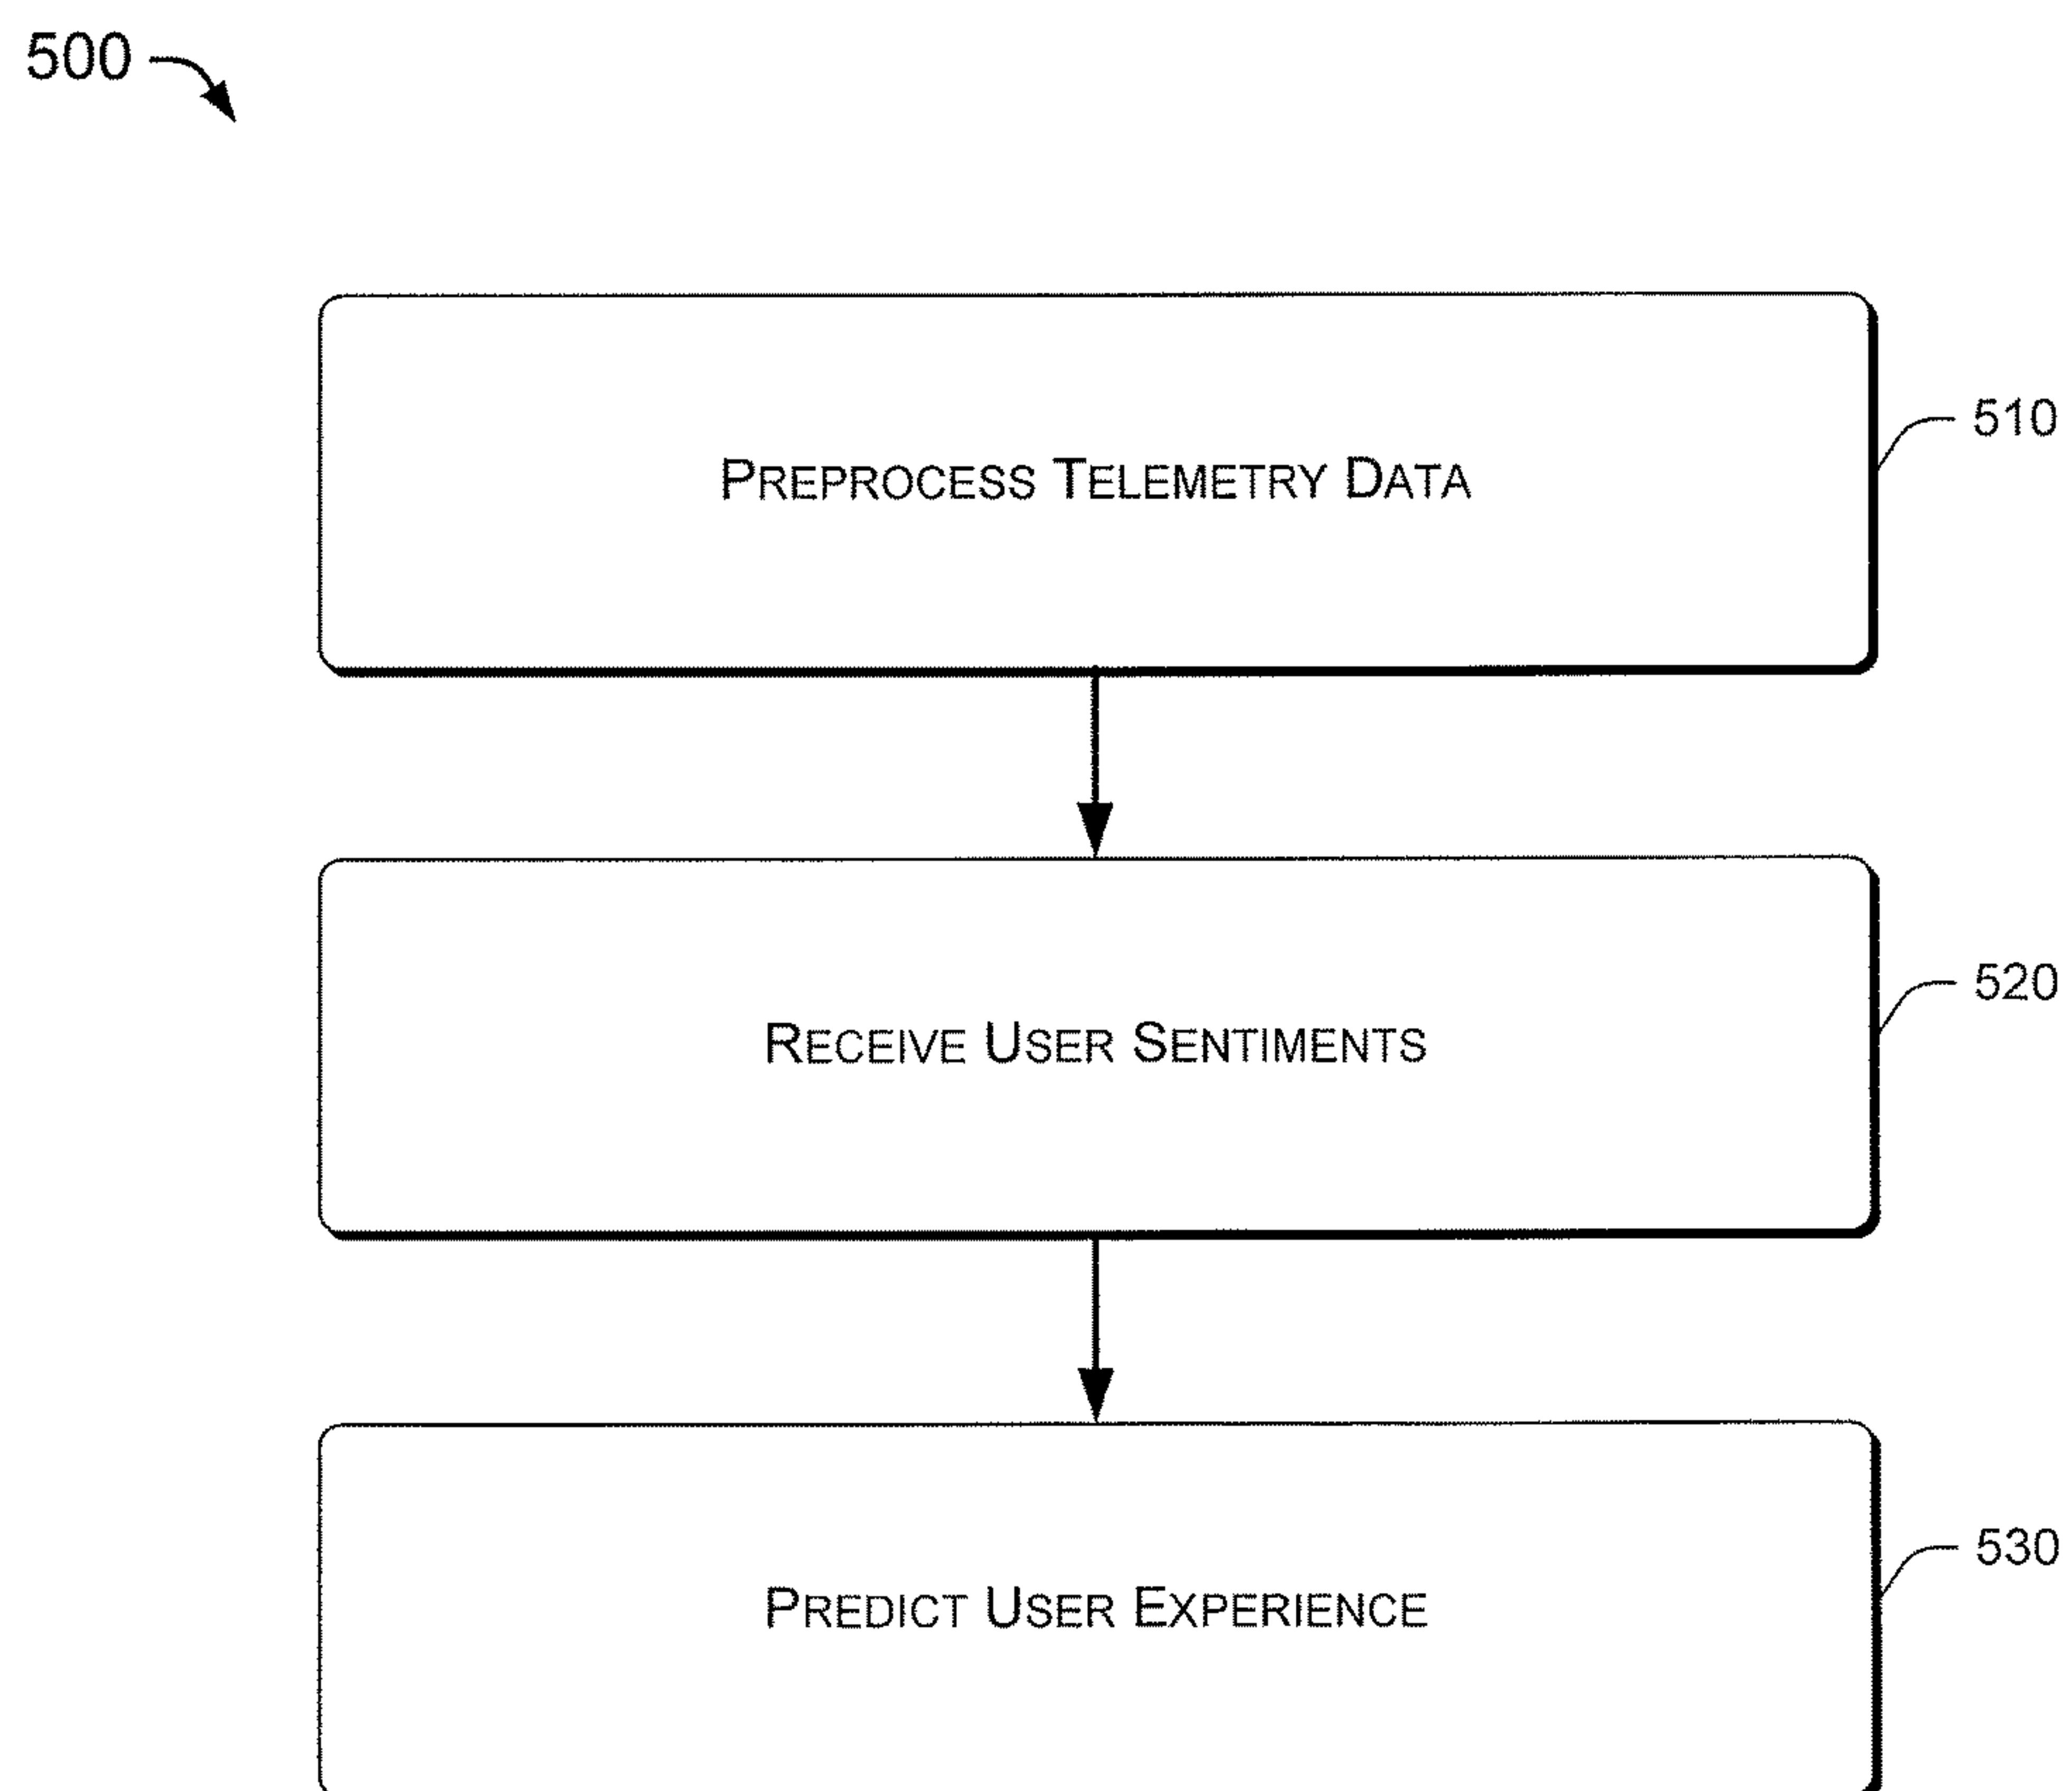 500
PREPROCESS TELEMETRY DATA
510
RECEIVE USER SENTIMENTS
520
PREDICT USER EXPERIENCE
530